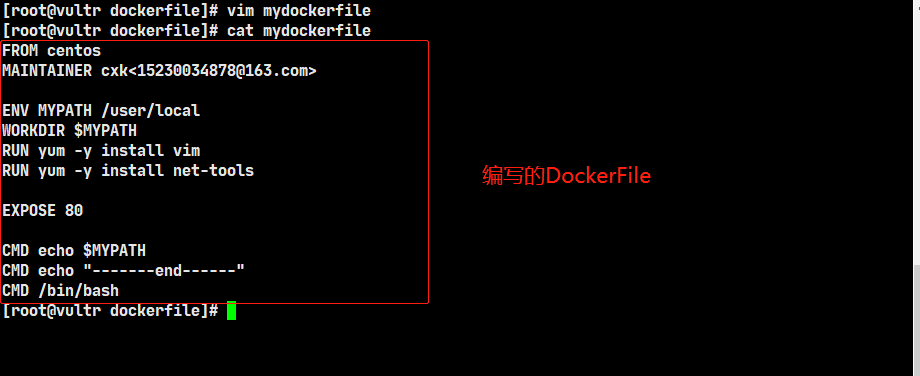 [root@vultr dockerfile]# vim mydockerfile
[root@vultr dockerfile]# cat mydockerfile
FROM centos
MAINTAINER cxk<15230034878@163.com>
ENV MYPATH /user/local
WORKDIR $MYPATH
RUN yum -y install vim
RUN yum -y install net-tools
编写的DockerFile
EXPOSE 80
CMD echo $MYPATH
CMD echo "-------end------"
CMD /bin/bash
[root@vultr dockerfile]#